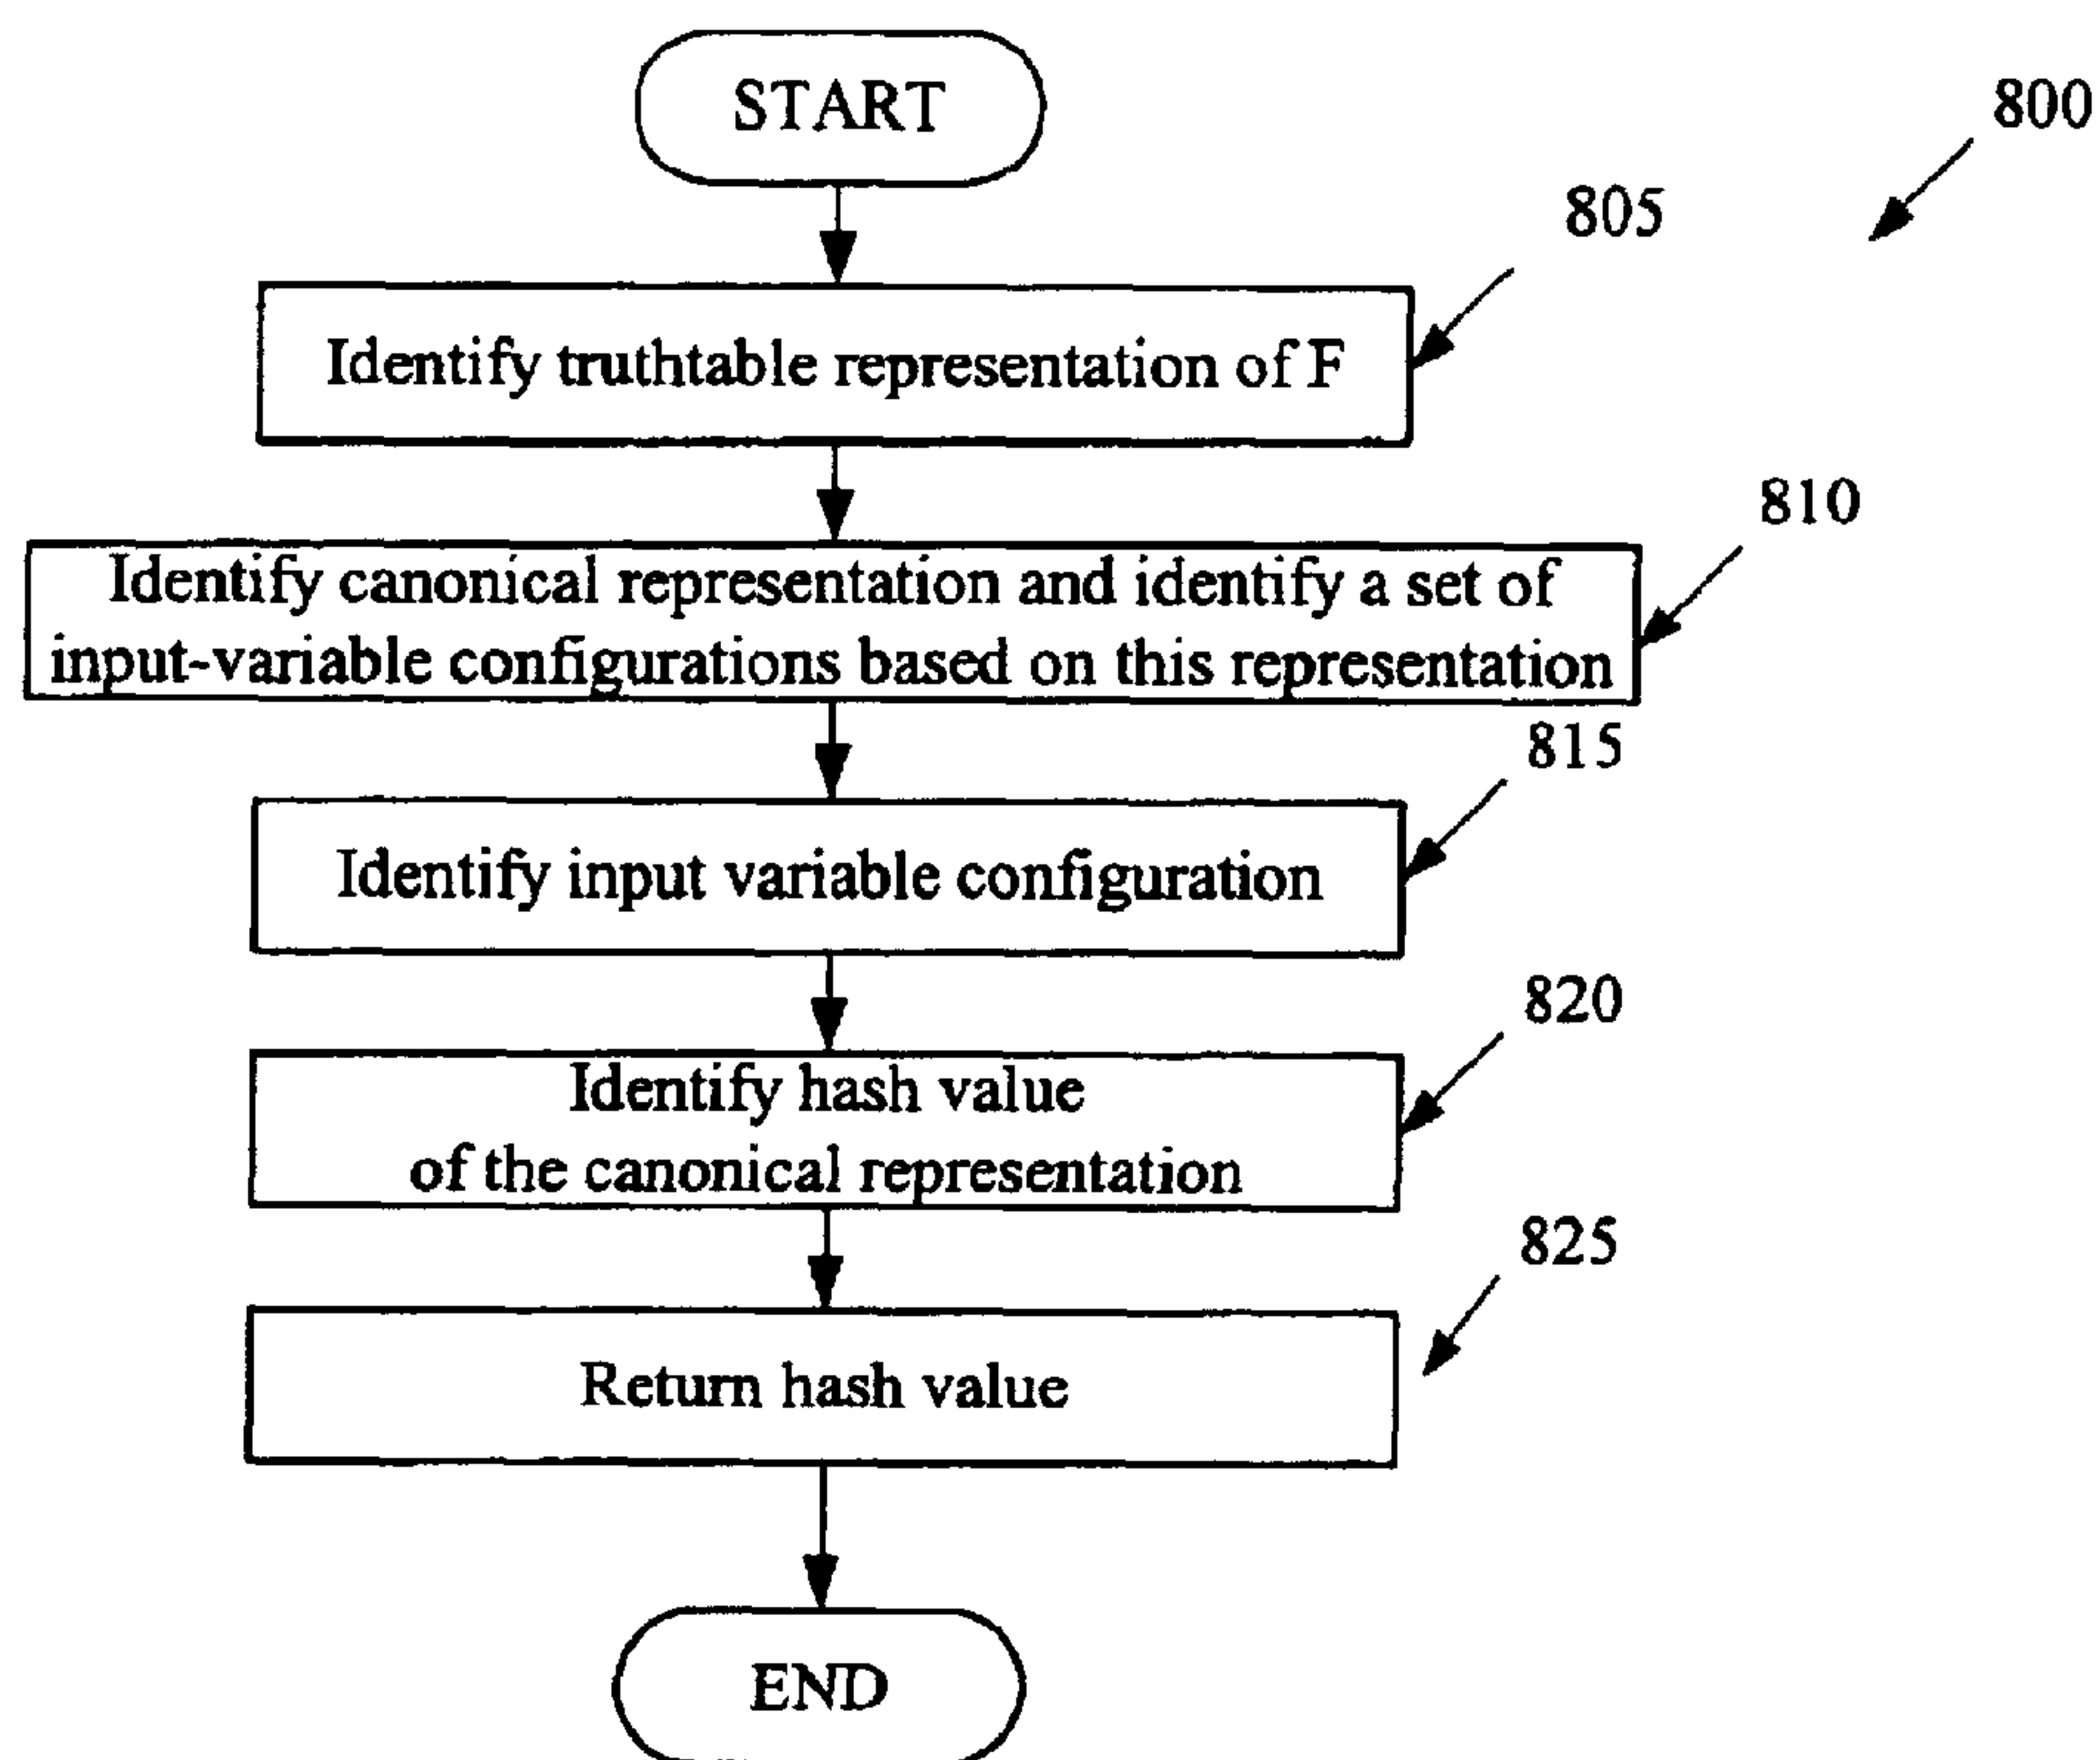 START
800
805
Identify truthtable representation of F
810
Identify canonical representation and identify a set of
input-variable configurations based on this representation
815
Identify input variable configuration
820
Identify hash value
of the canonical representation
825
Return hash value
END